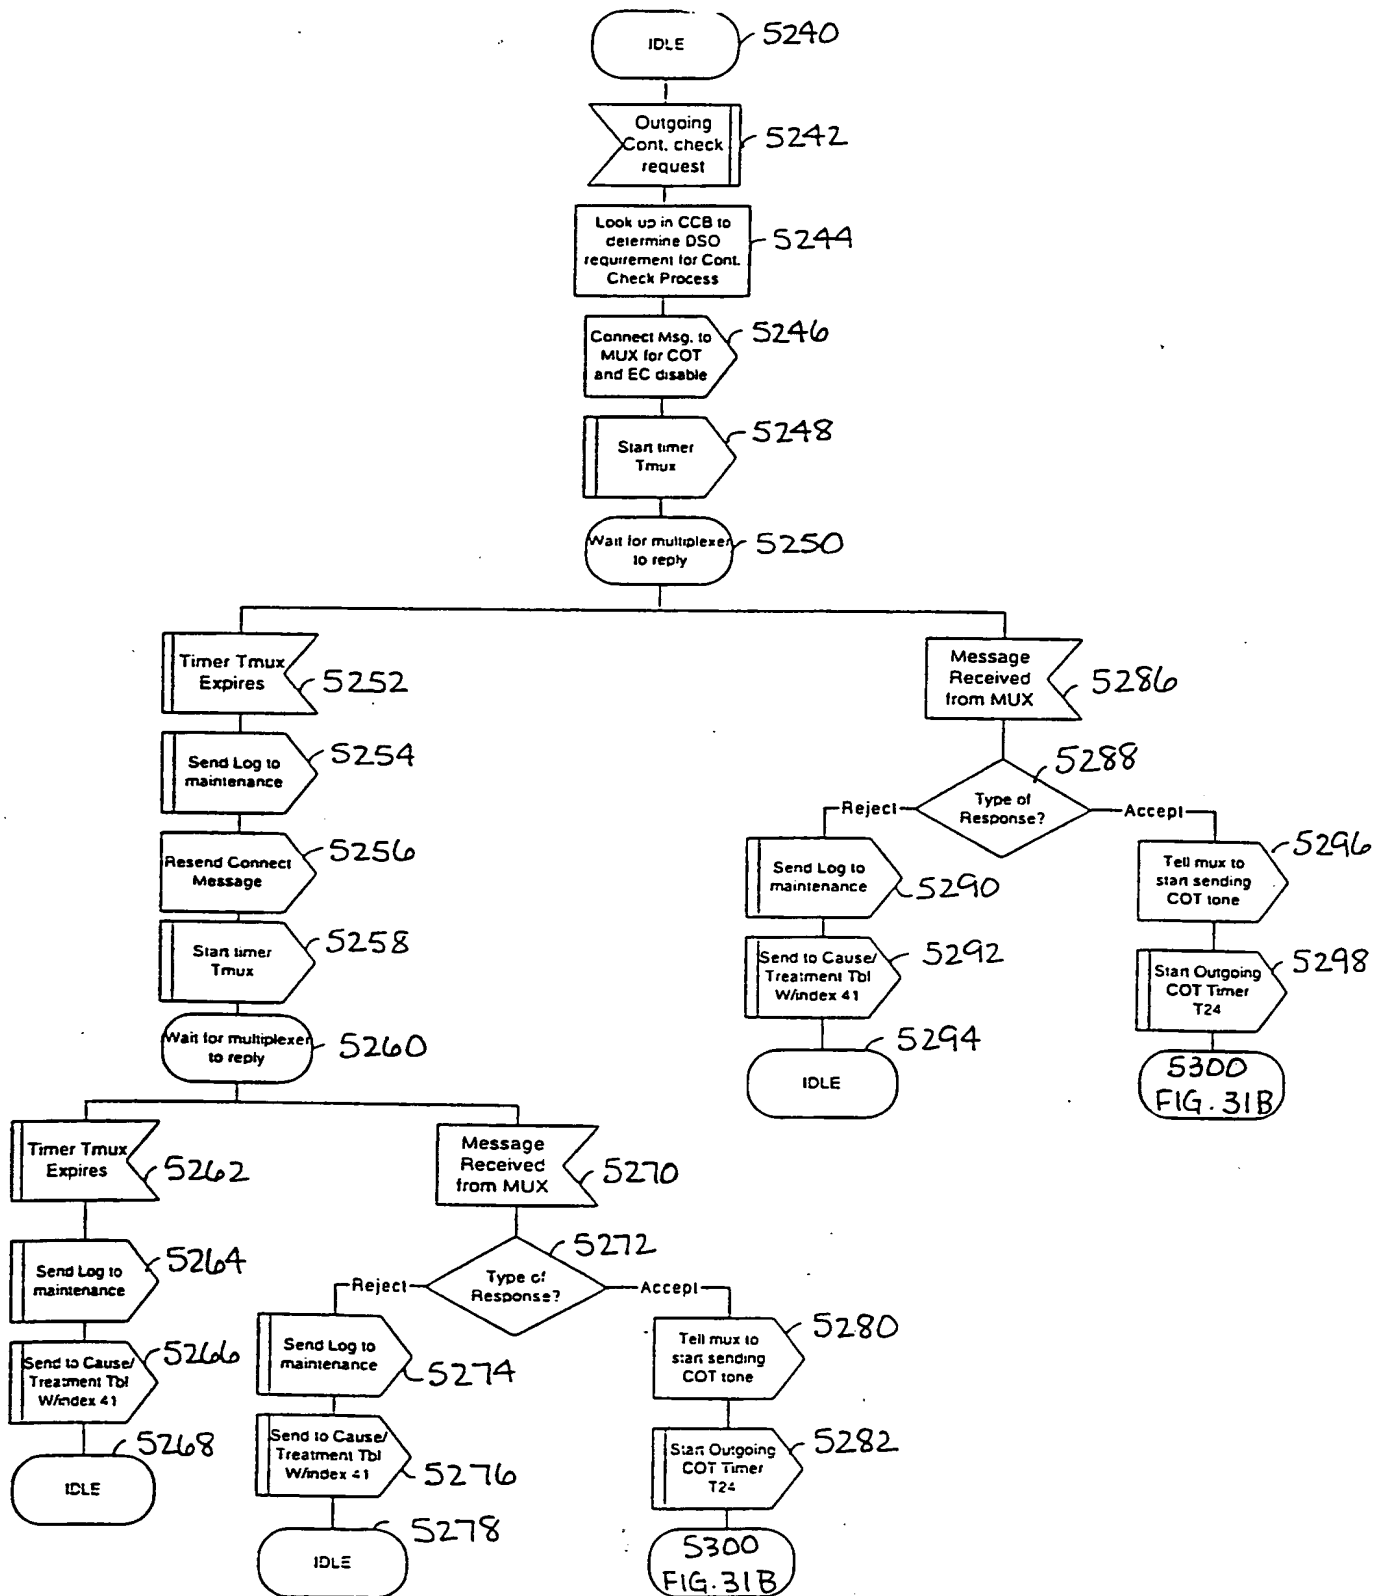 IDLE
5240
Outgoing
Cont. check
request
5242
Look up in CCB to
determine DSO
requirement for Cont.
Check Process
5244
Connect Msg. to
MUX for COT
and EC disable
5246
Start timer
Tmux
5248
Wait for multiplexer
to reply
5250
Timer Tmux
Expires
5252
Send Log to
maintenance
5254
Resend Connect
Message
5256
Start timer
Tmux
5258
Wait for multiplexer
to reply
5260
Timer Tmux
Expires
5262
Send Log to
maintenance
5264
Send to Cause/
Treatment Tbl
W/index 41
5266
IDLE
5268
Message
Received
from MUX
5270
Type of
Response?
5272
Reject
Accept
Send Log to
maintenance
5274
Send to Cause/
Treatment Tbl
W/index 41
5276
IDLE
5278
Tell mux to
start sending
COT tone
5280
Start Outgoing
COT Timer
T24
5282
5300
FIG. 31B
Message
Received
from MUX
5286
Type of
Response?
5288
Reject
Accept
Send Log to
maintenance
5290
Send to Cause/
Treatment Tbl
W/index 41
5292
IDLE
5294
Tell mux to
start sending
COT tone
5296
Start Outgoing
COT Timer
T24
5298
5300
FIG. 31B